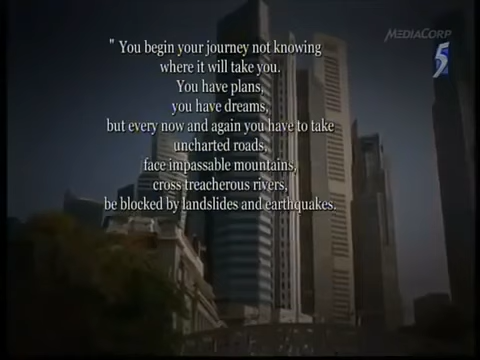 MEDIACORP
5
" You begin your journey not knowing
where it will take you.
You have plans,
you have dreams,
but every now and again you have to take
uncharted roads,
face impassable mountains,
cross treacherous rivers,
be blocked by landslides and earthquakes.